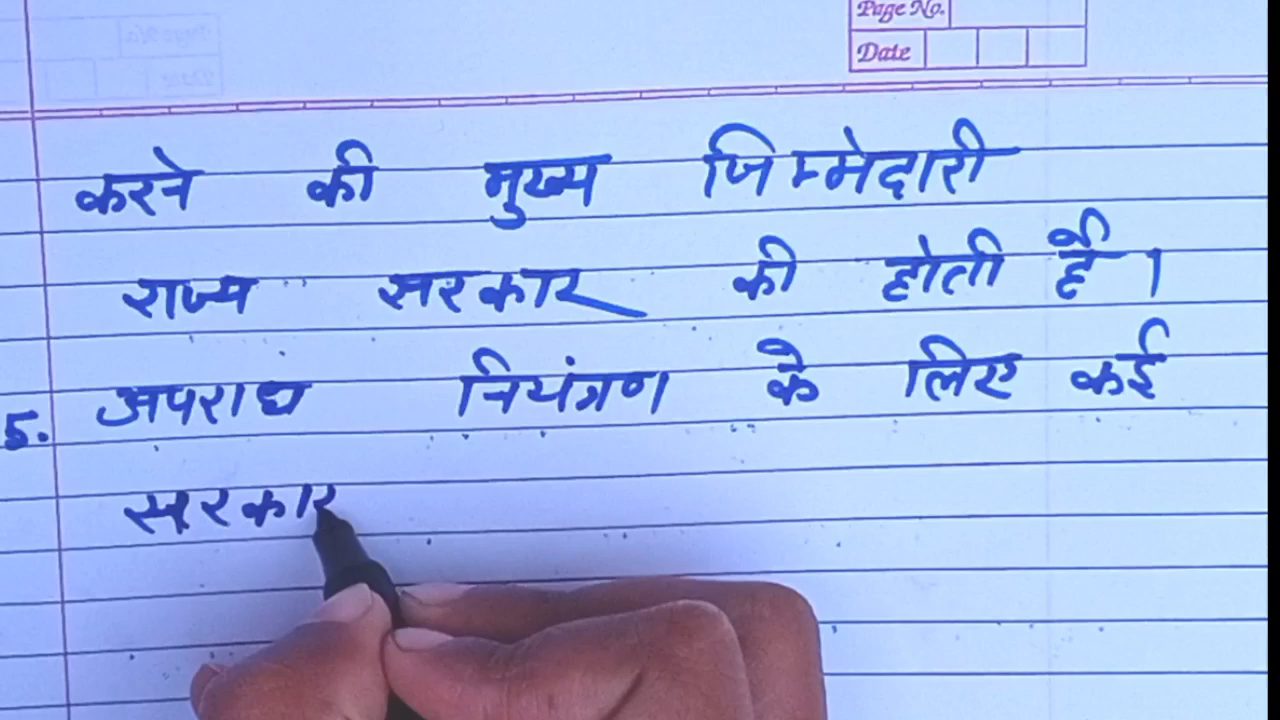 Page No.
Date
करने की मुख्य जिम्मेदारी
राज्य सरकार की होती है।
5. अपराध नियंत्रण के लिए कई
सरकार